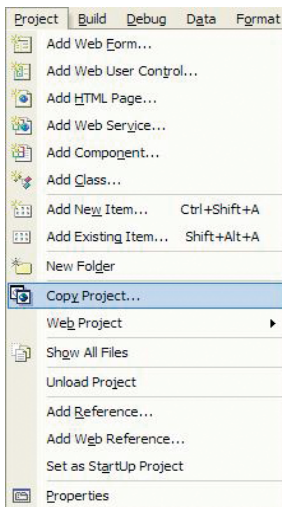 Project Build Debug Data Format
Add Web Form...
Add Web User Control...
Add HTML Page...
Add Web Service...
Add Component...
Add Class...
Add New Item... Ctrl+Shift+A
Add Existing Item... Shift+Alt+A
New Folder
Copy Project...
Web Project
Show All Files
Unload Project
Add Reference...
Add Web Reference...
Set as StartUp Project
Properties